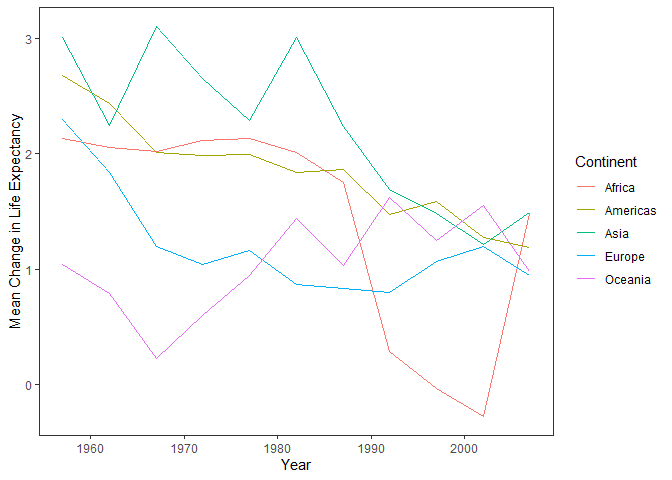 3
2
1
0
Mean Change in Life Expectancy
1960 1970 1980 1990 2000
Year
Continent
Africa
Americas
Asia
Europe
Oceania